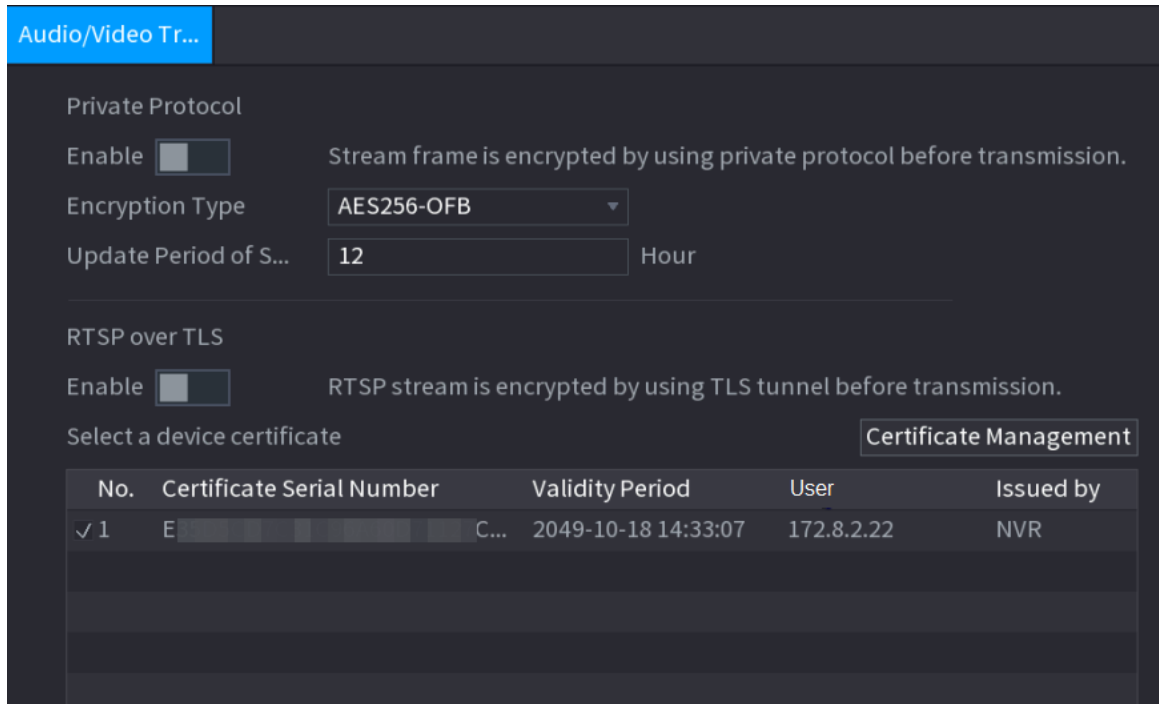 Audio/Video Tr...
Private Protocol
Enable Stream frame is encrypted by using private protocol before transmission.
Encryption Type AES256-OFB
Update Period of S... 12 Hour
RTSP over TLS
Enable RTSP stream is encrypted by using TLS tunnel before transmission.
Select a device certificate Certificate Management
No. Certificate Serial Number Validity Period User Issued by
1 E C... 2049-10-18 14:33:07 172.8.2.22 NVR